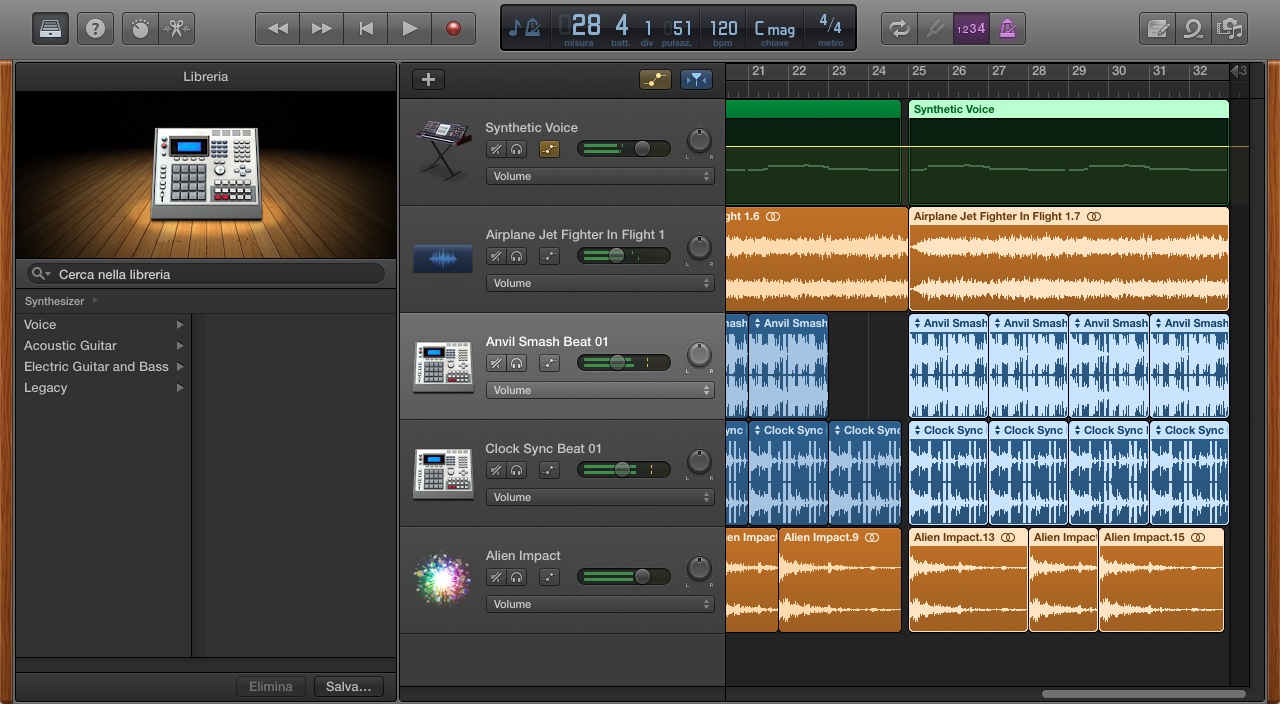 ?
1234
28 4 1 51 120 C mag 4/4
misura batt. div pulsaz. bpm chiave metro
Libreria
Cerca nella libreria
Synthesizer
Voice
Acoustic Guitar
Electric Guitar and Bass
Legacy
Elimina Salva...
+
21 22 23 24 25 26 27 28 29 30 31 32
Synthetic Voice
L R
Volume
Synthetic Voice
Airplane Jet Fighter In Flight 1
L R
Volume
ght 1.6
Airplane Jet Fighter In Flight 1.7
Anvil Smash Beat 01
L R
Volume
mash Anvil Smash Anvil Smash Anvil Smash Anvil Smash Anvil Smash
Clock Sync Beat 01
L R
Volume
ync Clock Sync Clock Sync Clock Sync Clock Sync Clock Sync Clock Sync
Alien Impact
L R
Volume
en Impact Alien Impact.9 Alien Impact.13 Alien Impact Alien Impact.15